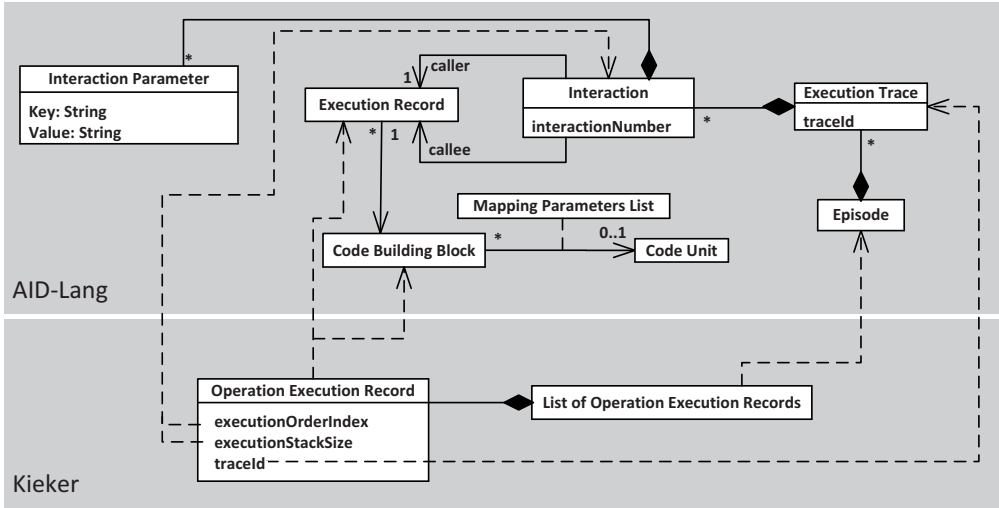 *
Interaction Parameter
Key: String
Value: String
1
caller
Execution Record
*
1
callee
Interaction
interactionNumber
*
Execution Trace
traceId
*
Mapping Parameters List
Episode
Code Building Block
*
0..1
Code Unit
AID-Lang
Operation Execution Record
executionOrderIndex
executionStackSize
traceId
List of Operation Execution Records
Kieker